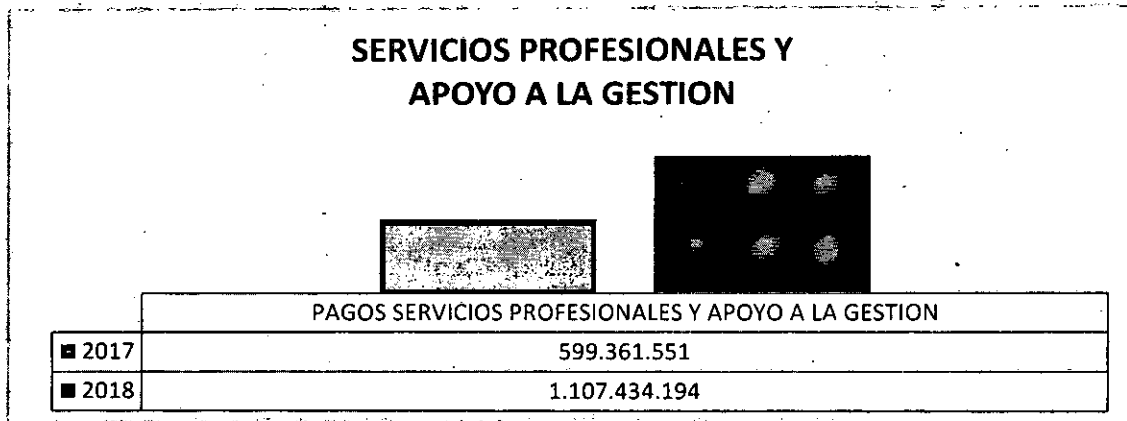 SERVICIOS PROFESIONALES Y
APOYO A LA GESTION
PAGOS SERVICIOS PROFESIONALES Y APOYO A LA GESTION
2017 599.361.551
2018 1.107.434.194